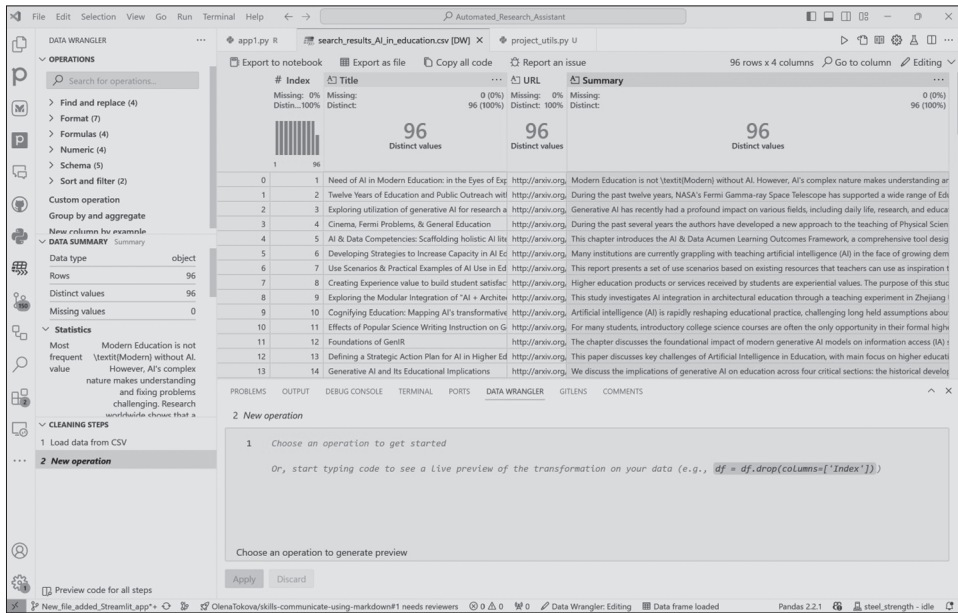 File Edit Selection View Go Run Terminal Help
Automated_Research_Assistant
DATA WRANGLER
app1.py R
search_results_AI_in_education.csv [DW]
project_utils.py U
OPERATIONS
Search for operations...
Find and replace (4)
Format (7)
Formulas (4)
Numeric (4)
Schema (5)
Sort and filter (2)
Custom operation
Group by and aggregate
New column by example
DATA SUMMARY Summary
Data type object
Rows 96
Distinct values 96
Missing values 0
Statistics
Most frequent value
Modern Education is not
\textit{Modern} without AI.
However, AI's complex
nature makes understanding
and fixing problems
challenging. Research
worldwide shows that a
CLEANING STEPS
1 Load data from CSV
2 New operation
Preview code for all steps
Export to notebook Export as file Copy all code Report an issue 96 rows x 4 columns Go to column Editing
# Index Title ... URL Summary ...
Missing: 0% Missing: 0 (0%) Missing: 0% Missing: 0 (0%)
Distin...100% Distinct: 96 (100%) Distinct: 100% Distinct: 96 (100%)
96 96 96
Distinct values Distinct values Distinct values
1 96
0 1 Need of AI in Modern Education: in the Eyes of Exp http://arxiv.org, Modern Education is not \textit{Modern} without AI. However, AI's complex nature makes understanding an
1 2 Twelve Years of Education and Public Outreach wit http://arxiv.org, During the past twelve years, NASA's Fermi Gamma-ray Space Telescope has supported a wide range of Edu
2 3 Exploring utilization of generative AI for research a http://arxiv.org, Generative AI has recently had a profound impact on various fields, including daily life, research, and educa
3 4 Cinema, Fermi Problems, & General Education http://arxiv.org, During the past several years the authors have developed a new approach to the teaching of Physical Scien
4 5 AI & Data Competencies: Scaffolding holistic AI lite http://arxiv.org, This chapter introduces the AI & Data Acumen Learning Outcomes Framework, a comprehensive tool desig
5 6 Developing Strategies to Increase Capacity in AI Ed http://arxiv.org, Many institutions are currently grappling with teaching artificial intelligence (AI) in the face of growing dem
6 7 Use Scenarios & Practical Examples of AI Use in Ed http://arxiv.org, This report presents a set of use scenarios based on existing resources that teachers can use as inspiration t
7 8 Creating Experience value to build student satisfac http://arxiv.org, Higher education products or services received by students are experiential values. The purpose of this stuc
8 9 Exploring the Modular Integration of "AI + Archite http://arxiv.org, This study investigates AI integration in architectural education through a teaching experiment in Zhejiang
9 10 Cognifying Education: Mapping AI's transformativ http://arxiv.org, Artificial intelligence (AI) is rapidly reshaping educational practice, challenging long held assumptions abou
10 11 Effects of Popular Science Writing Instruction on G http://arxiv.org, For many students, introductory college science courses are often the only opportunity in their formal highe
11 12 Foundations of GenIR http://arxiv.org, The chapter discusses the foundational impact of modern generative AI models on information access (IA) s
12 13 Defining a Strategic Action Plan for AI in Higher Ed http://arxiv.org, This paper discusses key challenges of Artificial Intelligence in Education, with main focus on higher educati
13 14 Generative AI and Its Educational Implications http://arxiv.org, We discuss the implications of generative AI on education across four critical sections: the historical develop
PROBLEMS OUTPUT DEBUG CONSOLE TERMINAL PORTS DATA WRANGLER GITLENS COMMENTS
2 New operation
1 Choose an operation to get started
Or, start typing code to see a live preview of the transformation on your data (e.g., df = df.drop(columns=['Index']))
Choose an operation to generate preview
Apply Discard
New_file_added_Streamlit_app*+ OlenaTokova/skills-communicate-using-markdown#1 needs reviewers 0 0 0 Data Wrangler: Editing Data frame loaded Pandas 2.2.1 steel_strength - idle